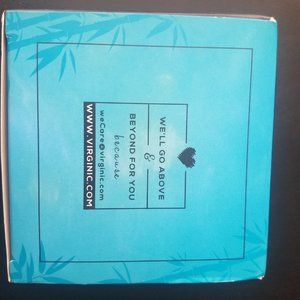 WE'LL GO ABOVE
&
BEYOND FOR YOU
because
weCare@virginic.com
WWW.VIRGINIC.COM